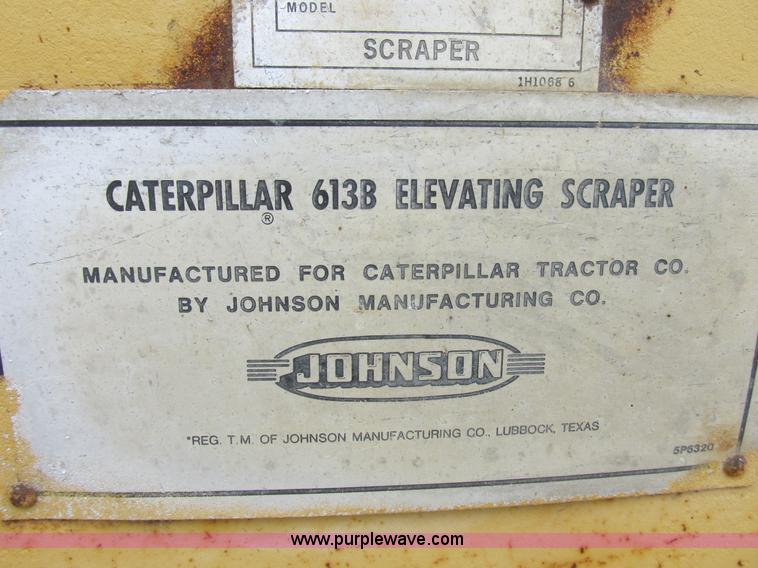 MODEL
SCRAPER
1H1068 6
CATERPILLAR 613B ELEVATING SCRAPER
®
MANUFACTURED FOR CATERPILLAR TRACTOR CO.
BY JOHNSON MANUFACTURING CO.
JOHNSON
*REG. T.M. OF JOHNSON MANUFACTURING CO., LUBBOCK, TEXAS
5P6320
www.purplewave.com